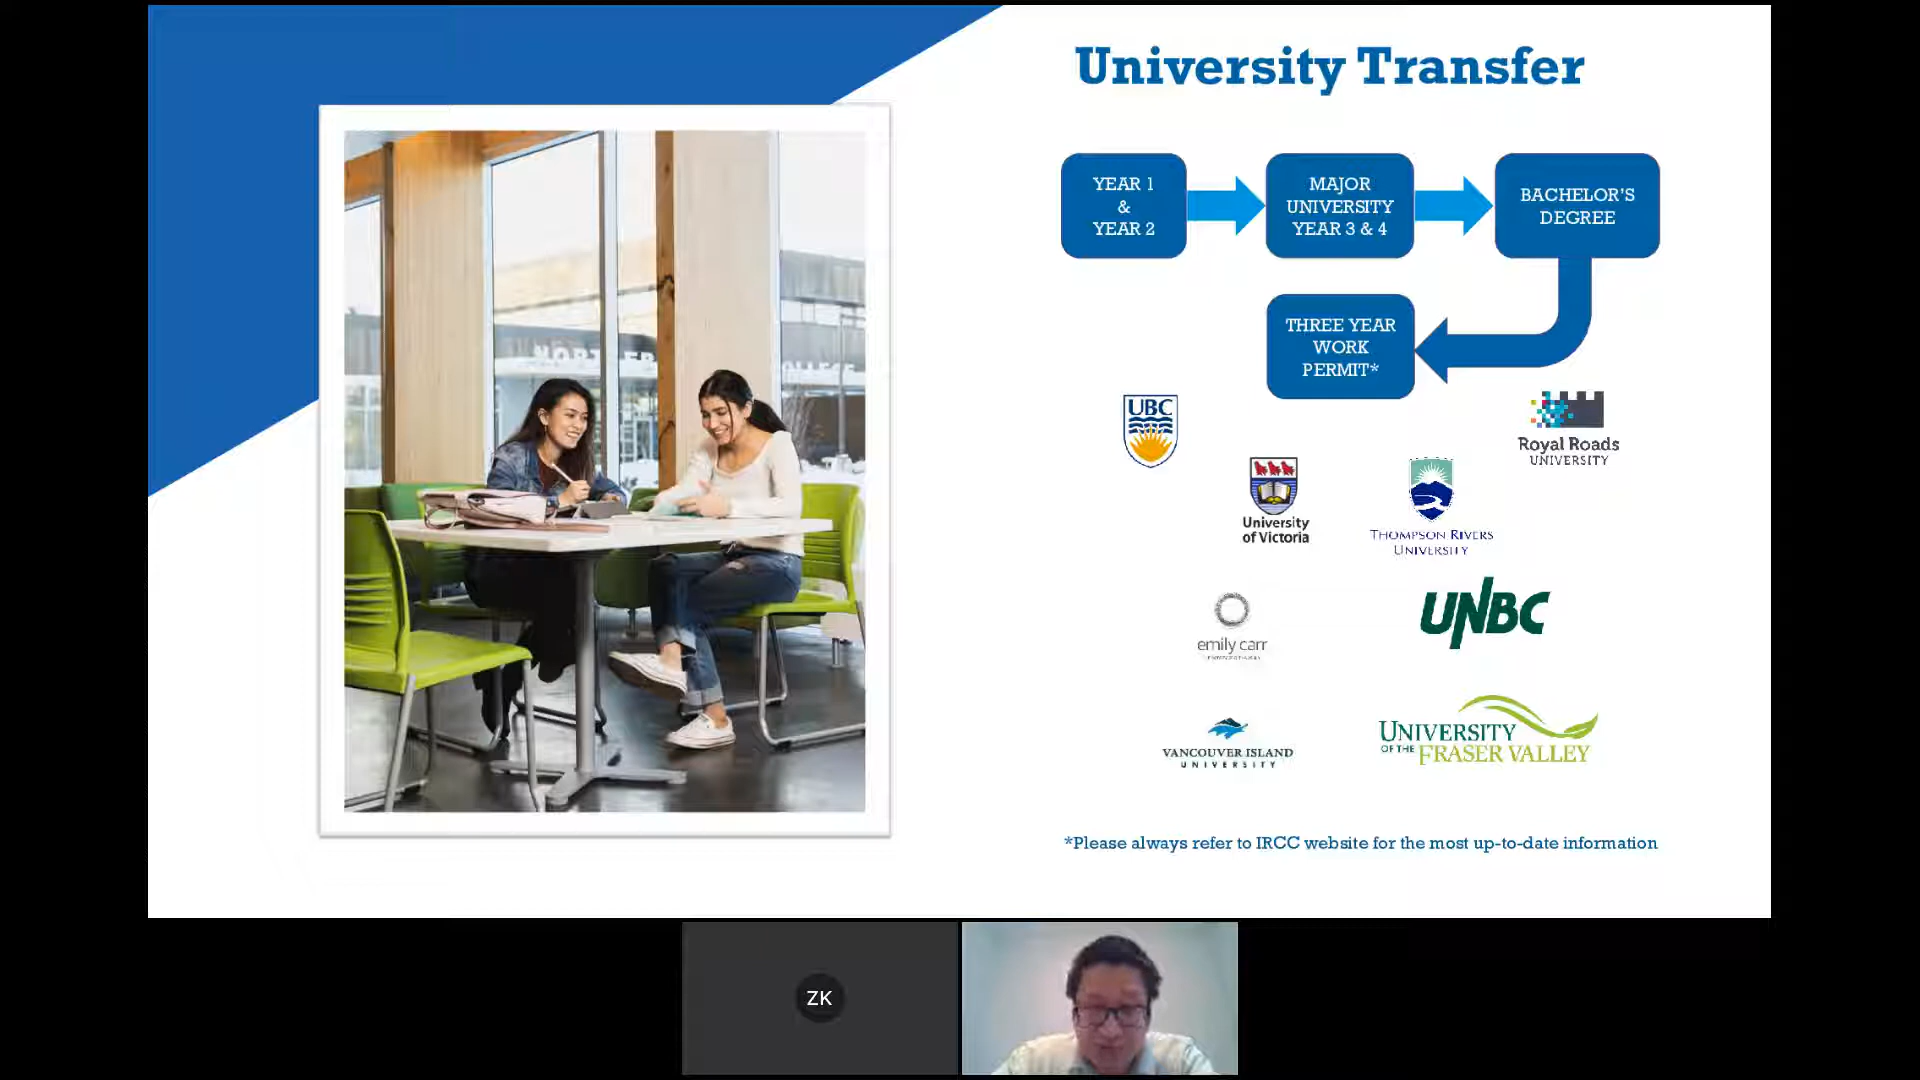 University Transfer
YEAR 1
&
YEAR 2
MAJOR
UNIVERSITY
YEAR 3 & 4
BACHELOR'S
DEGREE
THREE YEAR
WORK
PERMIT*
UBC
Royal Roads
UNIVERSITY
University
of Victoria
THOMPSON RIVERS
UNIVERSITY
emily carr
UNBC
VANCOUVER ISLAND
UNIVERSITY
UNIVERSITY
OF THE FRASER VALLEY
*Please always refer to IRCC website for the most up-to-date information
ZK